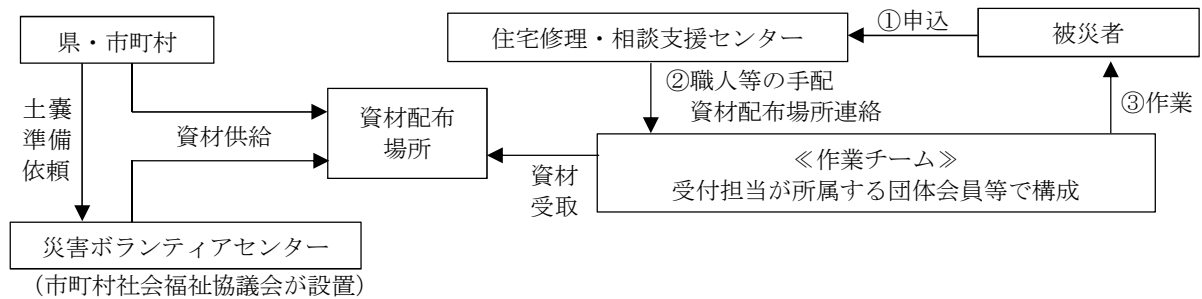 県・市町村
住宅修理・相談支援センター
①申込
被災者
土嚢
準備
依頼
資材供給
資材配布
場所
②職人等の手配
資材配布場所連絡
③作業
資材
受取
≪作業チーム≫
受付担当が所属する団体会員等で構成
災害ボランティアセンター
（市町村社会福祉協議会が設置）